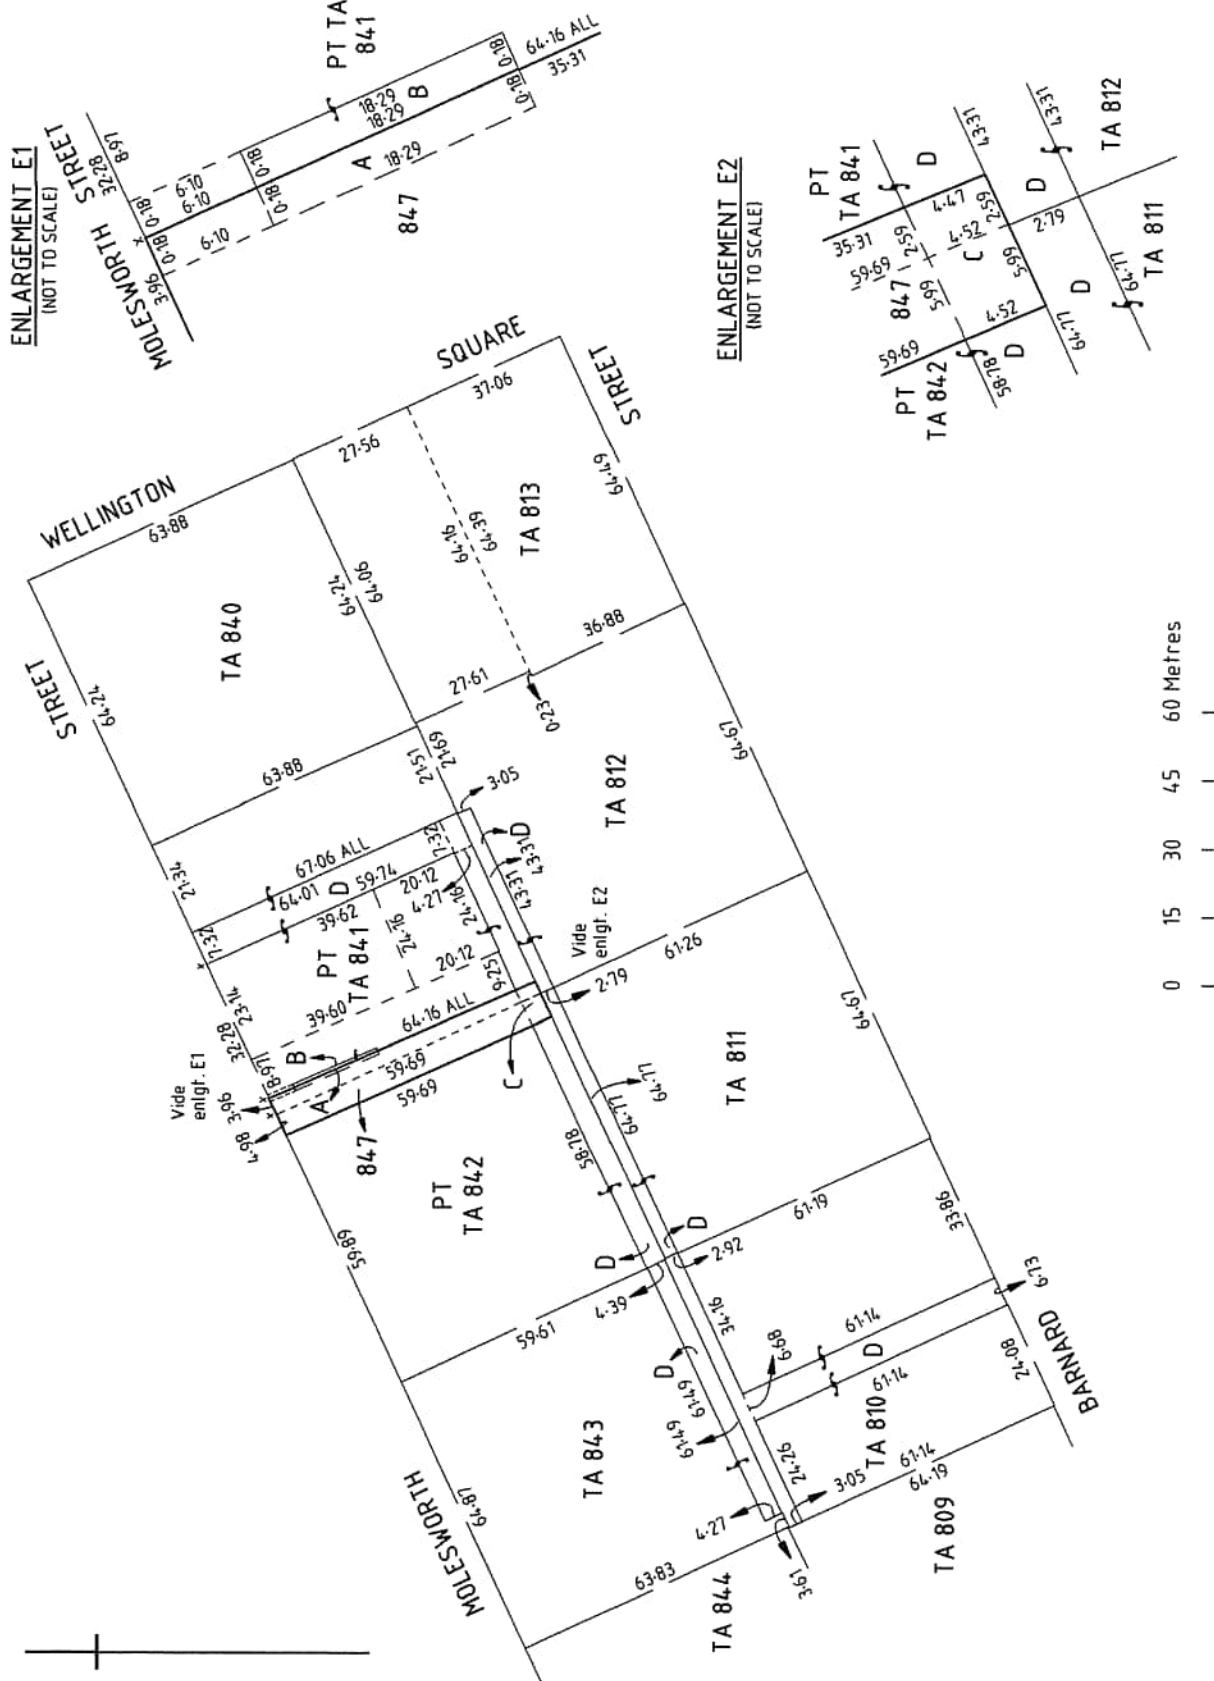 ENLARGEMENT E1
(NOT TO SCALE)
MOLESWORTH STREET
3·96
32·28
8·97
x
0·18
0·18
6·10
6·10
6·10
0·18
0·18
A
B
18·29
18·29
18·29
0·18
0·18
PT TA
841
847
64·16 ALL
35·31
ENLARGEMENT E2
(NOT TO SCALE)
PT
TA 841
PT
TA 842
35·31
59·69
847
59·69
5·99
2·59
4·47
4·52
C
4·52
2·59
5·99
2·79
58·78
D
D
D
D
43·31
43·31
64·77
64·77
TA 812
TA 811
WELLINGTON SQUARE
63·88
27·56
37·06
STREET
64·24
TA 840
64·24
64·06
63·88
64·16
64·39
TA 813
64·49
STREET
27·61
36·88
0·23
21·34
21·51
21·69
3·05
67·06 ALL
64·01
D
59·74
39·62
20·12
7·32
7·32
4·27
24·16
24·16
x
PT
TA 841
23·14
32·28
39·60
20·12
9·25
64·16 ALL
43·31
43·31
D
TA 812
64·67
Vide
enlgt. E1
8·97
x
x
3·96
4·98
A
B
59·69
59·69
847
C
Vide
enlgt. E2
2·79
61·26
PT
TA 842
59·89
58·78
64·77
64·77
TA 811
64·67
D
D
2·92
61·19
4·39
59·61
33·86
34·16
6·68
61·14
D
61·14
6·73
D
61·49
61·49
TA 843
64·87
MOLESWORTH
24·26
TA 810
24·08
BARNARD
3·05
61·14
64·19
TA 809
4·27
3·61
63·83
TA 844
0 15 30 45 60 Metres